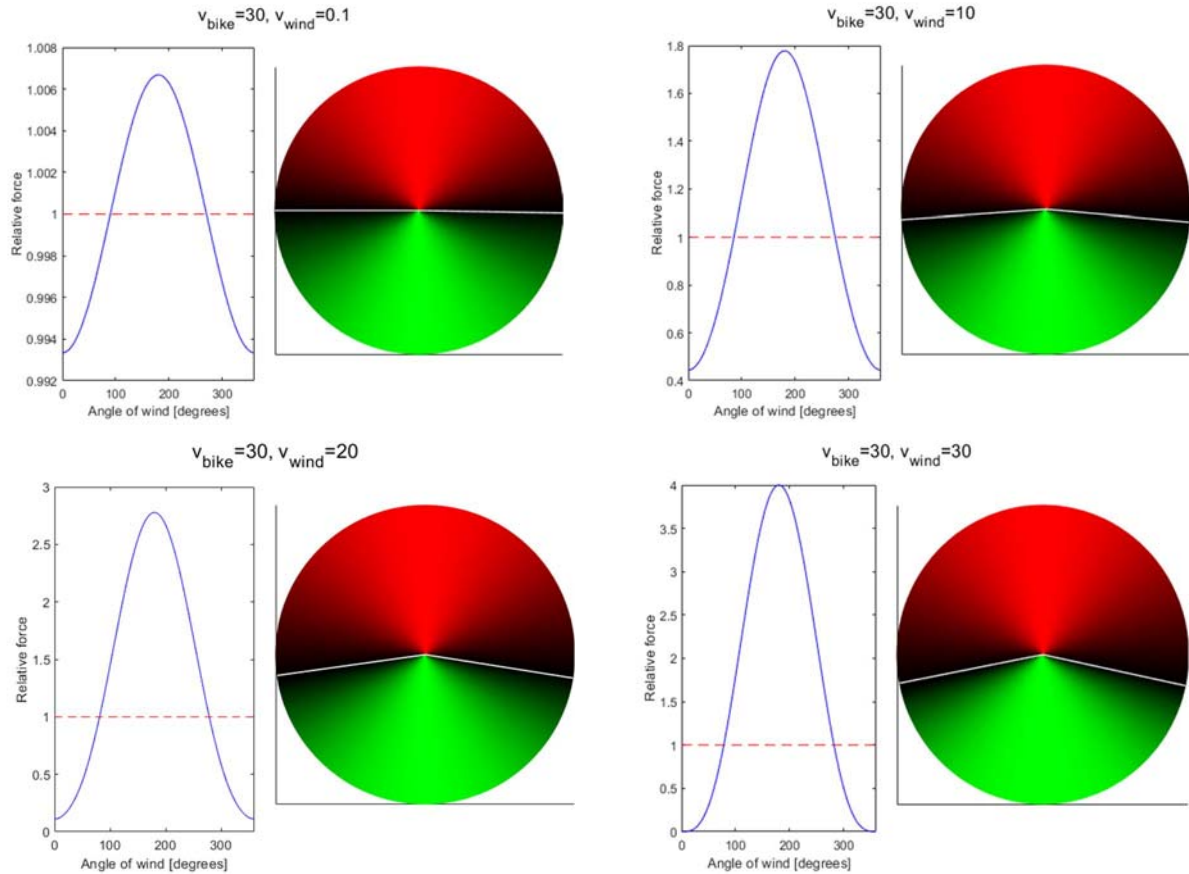 v_bike=30, v_wind=0.1
1.008
1.006
1.004
1.002
1
0.998
0.996
0.994
0.992
Relative force
0 100 200 300
Angle of wind [degrees]
v_bike=30, v_wind=10
1.8
1.6
1.4
1.2
1
0.8
0.6
0.4
Relative force
0 100 200 300
Angle of wind [degrees]
v_bike=30, v_wind=20
3
2.5
2
1.5
1
0.5
0
Relative force
0 100 200 300
Angle of wind [degrees]
v_bike=30, v_wind=30
4
3.5
3
2.5
2
1.5
1
0.5
0
Relative force
0 100 200 300
Angle of wind [degrees]